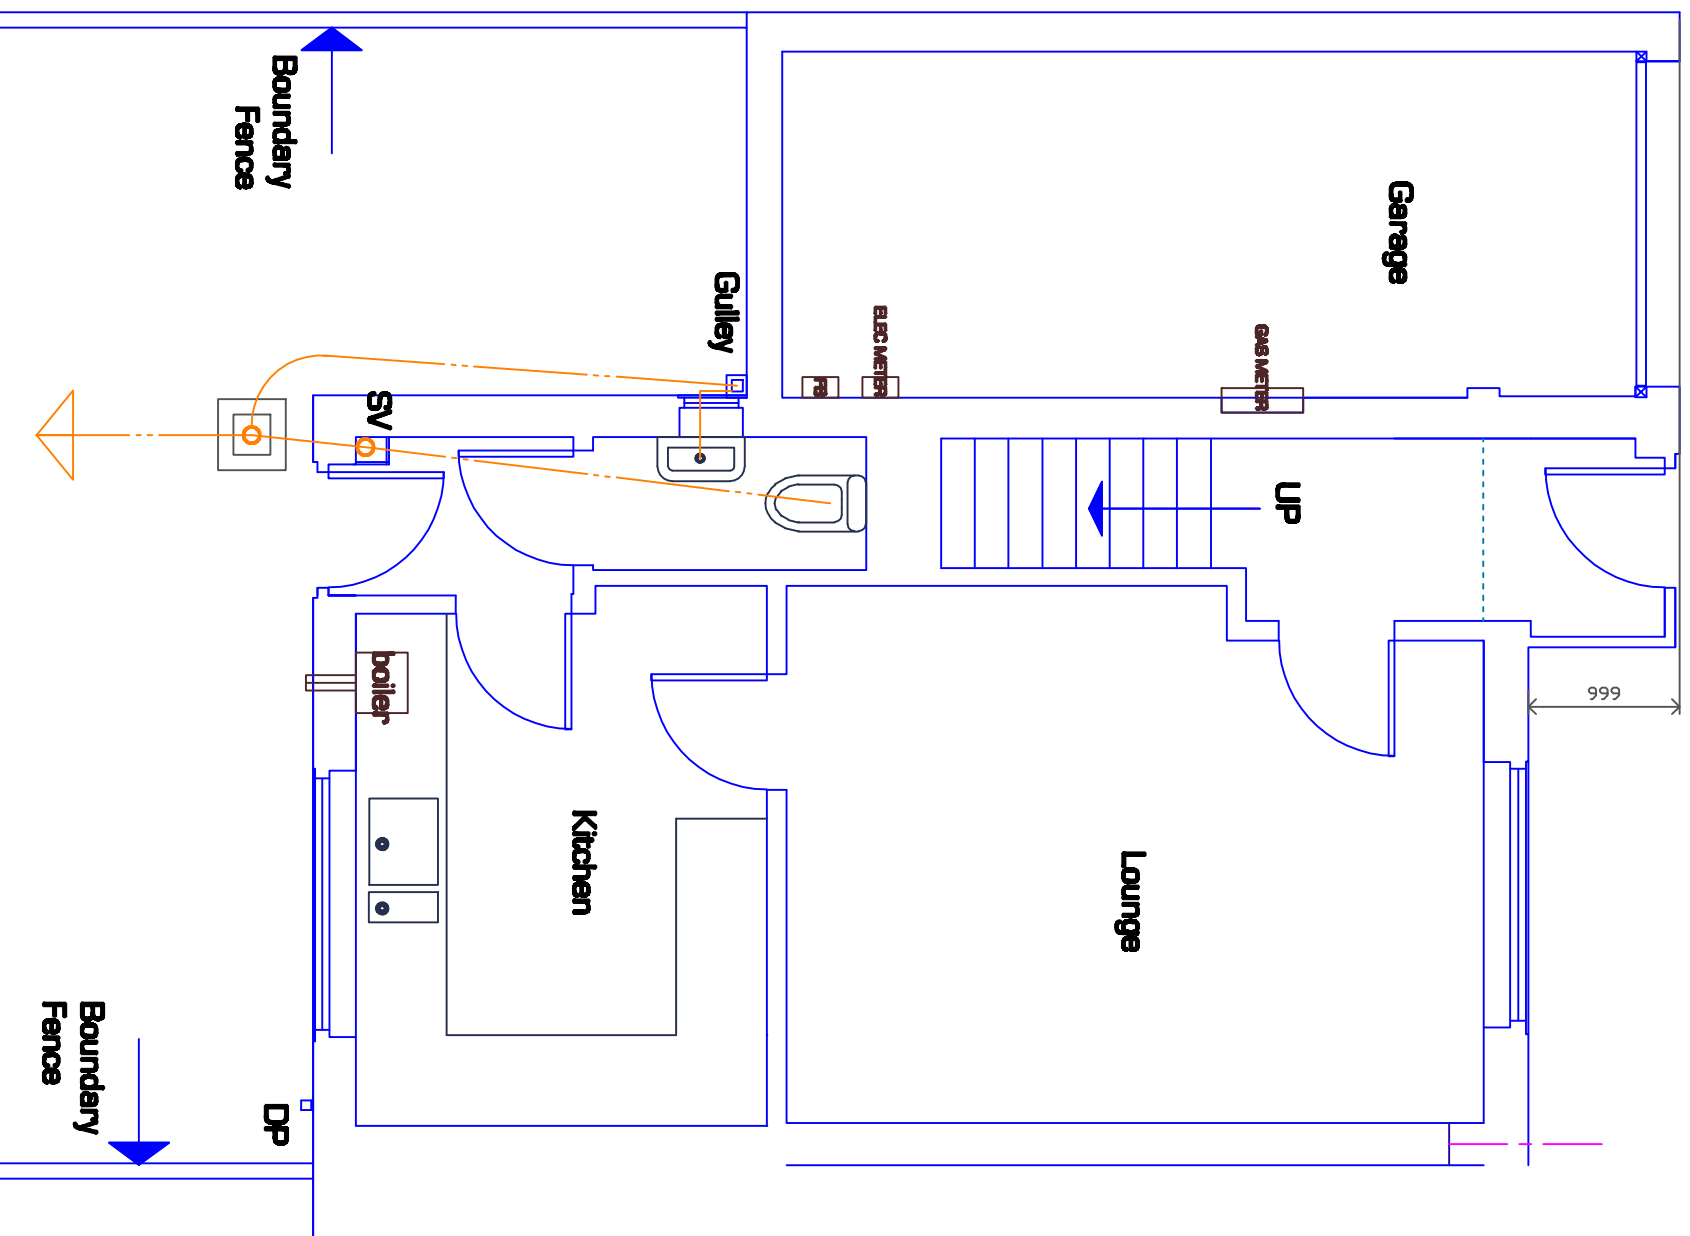 Boundary
Fence
Garage
Gulley
ELEC METER
FB
GAS METER
SV
UP
boiler
999
Kitchen
Lounge
Boundary
Fence
DP